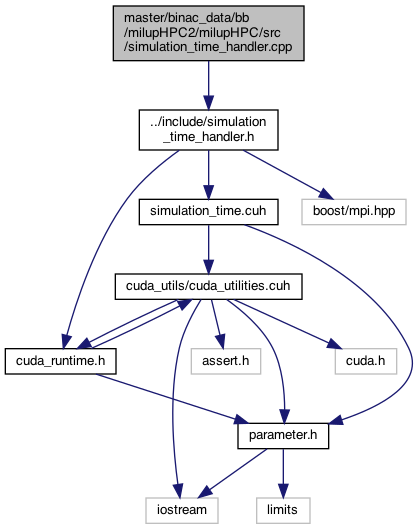 master/binac_data/bb
/milupHPC2/milupHPC/src
/simulation_time_handler.cpp
../include/simulation
_time_handler.h
simulation_time.cuh
boost/mpi.hpp
cuda_utils/cuda_utilities.cuh
cuda_runtime.h
assert.h
cuda.h
parameter.h
iostream
limits